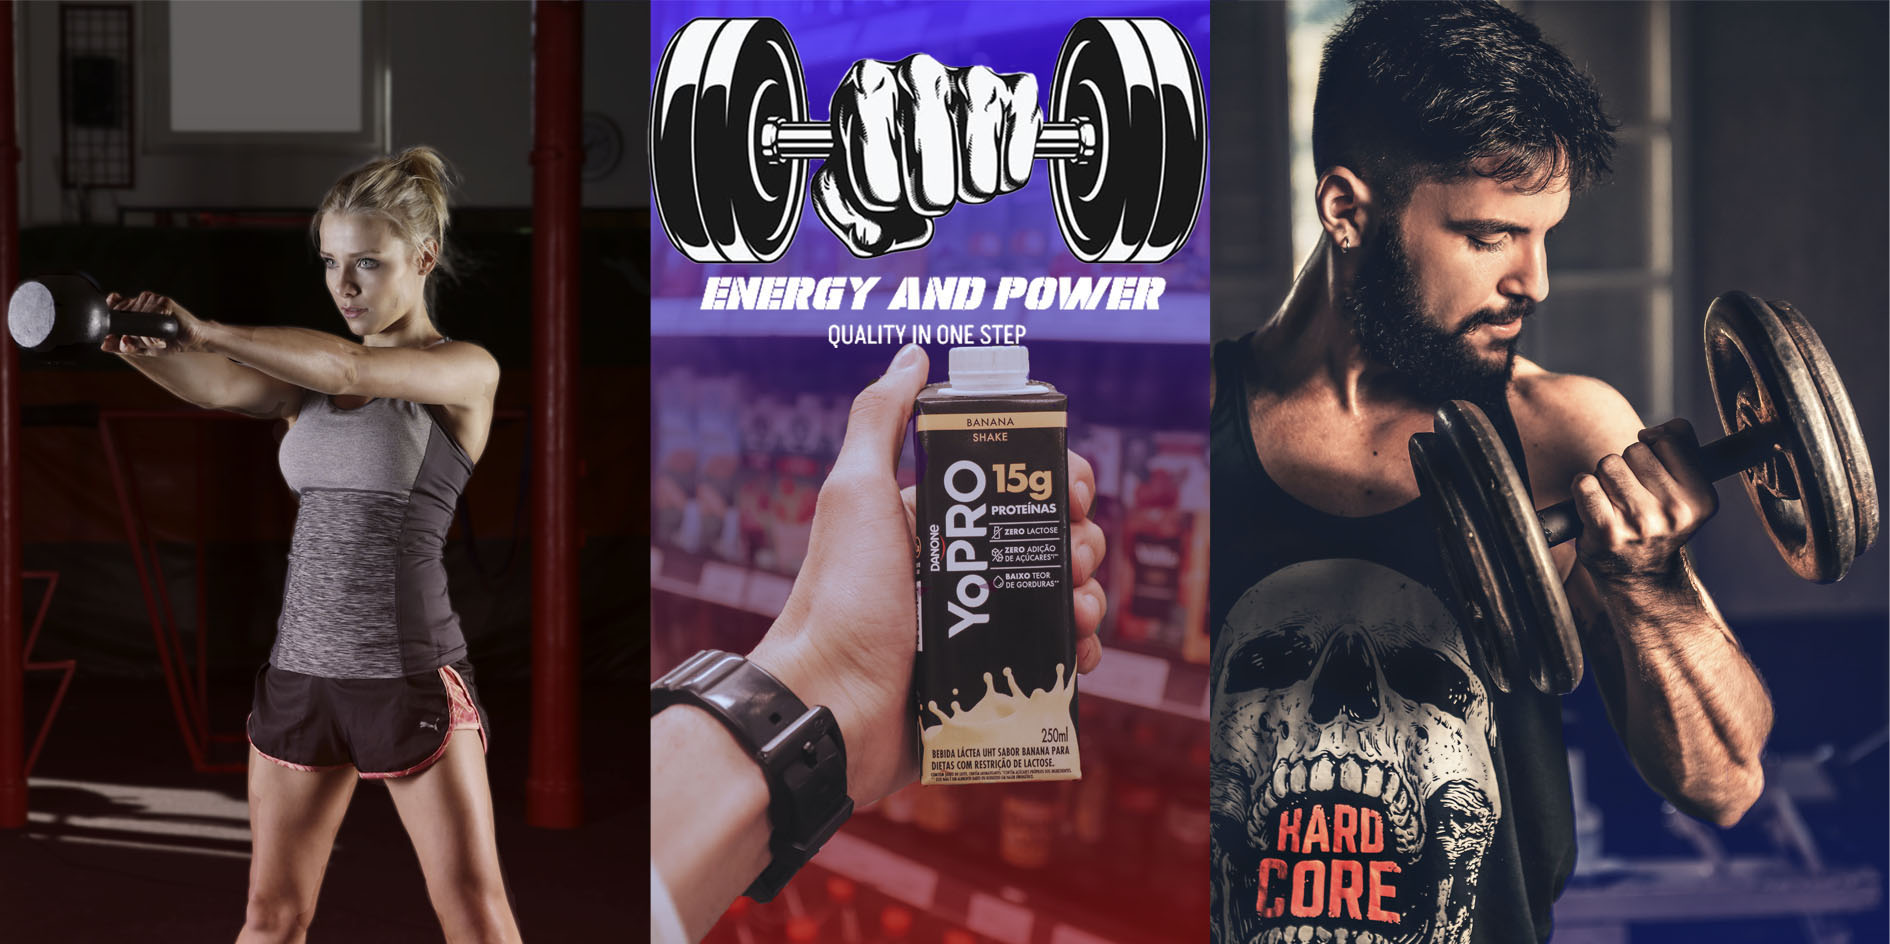 ENERGY AND POWER
QUALITY IN ONE STEP
BANANA
SHAKE
15g
PROTEÍNAS
ZERO LACTOSE
ZERO ADIÇÃO
DE AÇÚCARES**
BAIXO TEOR
DE GORDURAS**
DANONE
YoPRO
250ml
BEBIDA LÁCTEA UHT SABOR BANANA PARA
DIETAS COM RESTRIÇÃO DE LACTOSE.
HARD
CORE